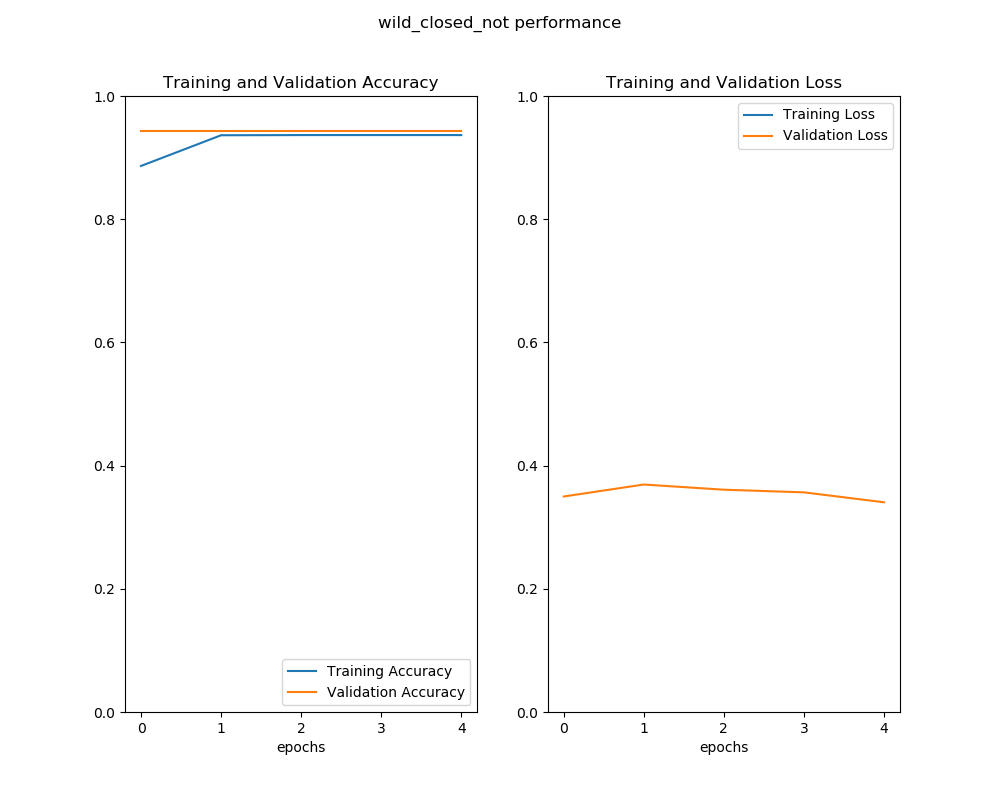 wild_closed_not performance
Training and Validation Accuracy
1.0
0.8
0.6
0.4
0.2
0.0
0 1 2 3 4
epochs
Training Accuracy
Validation Accuracy
Training and Validation Loss
1.0
0.8
0.6
0.4
0.2
0.0
0 1 2 3 4
epochs
Training Loss
Validation Loss